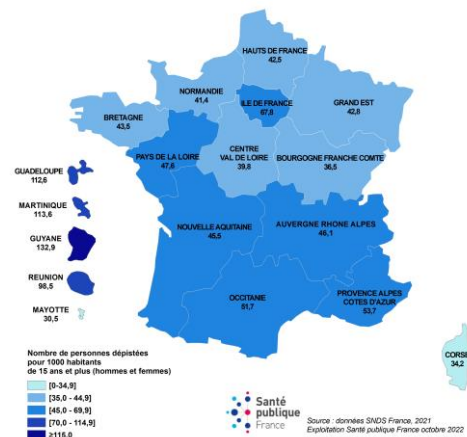 HAUTS DE FRANCE
42,5
NORMANDIE
41,4
ILE DE FRANCE
67,8
GRAND EST
42,8
BRETAGNE
43,5
PAYS DE LA LOIRE
47,6
CENTRE
VAL DE LOIRE
39,8
BOURGOGNE FRANCHE COMTE
36,5
GUADELOUPE
112,6
MARTINIQUE
113,6
GUYANE
132,9
REUNION
98,5
MAYOTTE
30,5
NOUVELLE AQUITAINE
45,5
AUVERGNE RHONE ALPES
46,1
OCCITANIE
51,7
PROVENCE ALPES
COTES D'AZUR
53,7
CORSE
34,2
Nombre de personnes dépistées
pour 1000 habitants
de 15 ans et plus (hommes et femmes)
[0-34,9]
[35,0 - 44,9]
[45,0 - 69,9]
[70,0 - 114,9]
≥115,0
Santé
publique
France
Source : données SNDS France, 2021
Exploitation Santé publique France octobre 2022